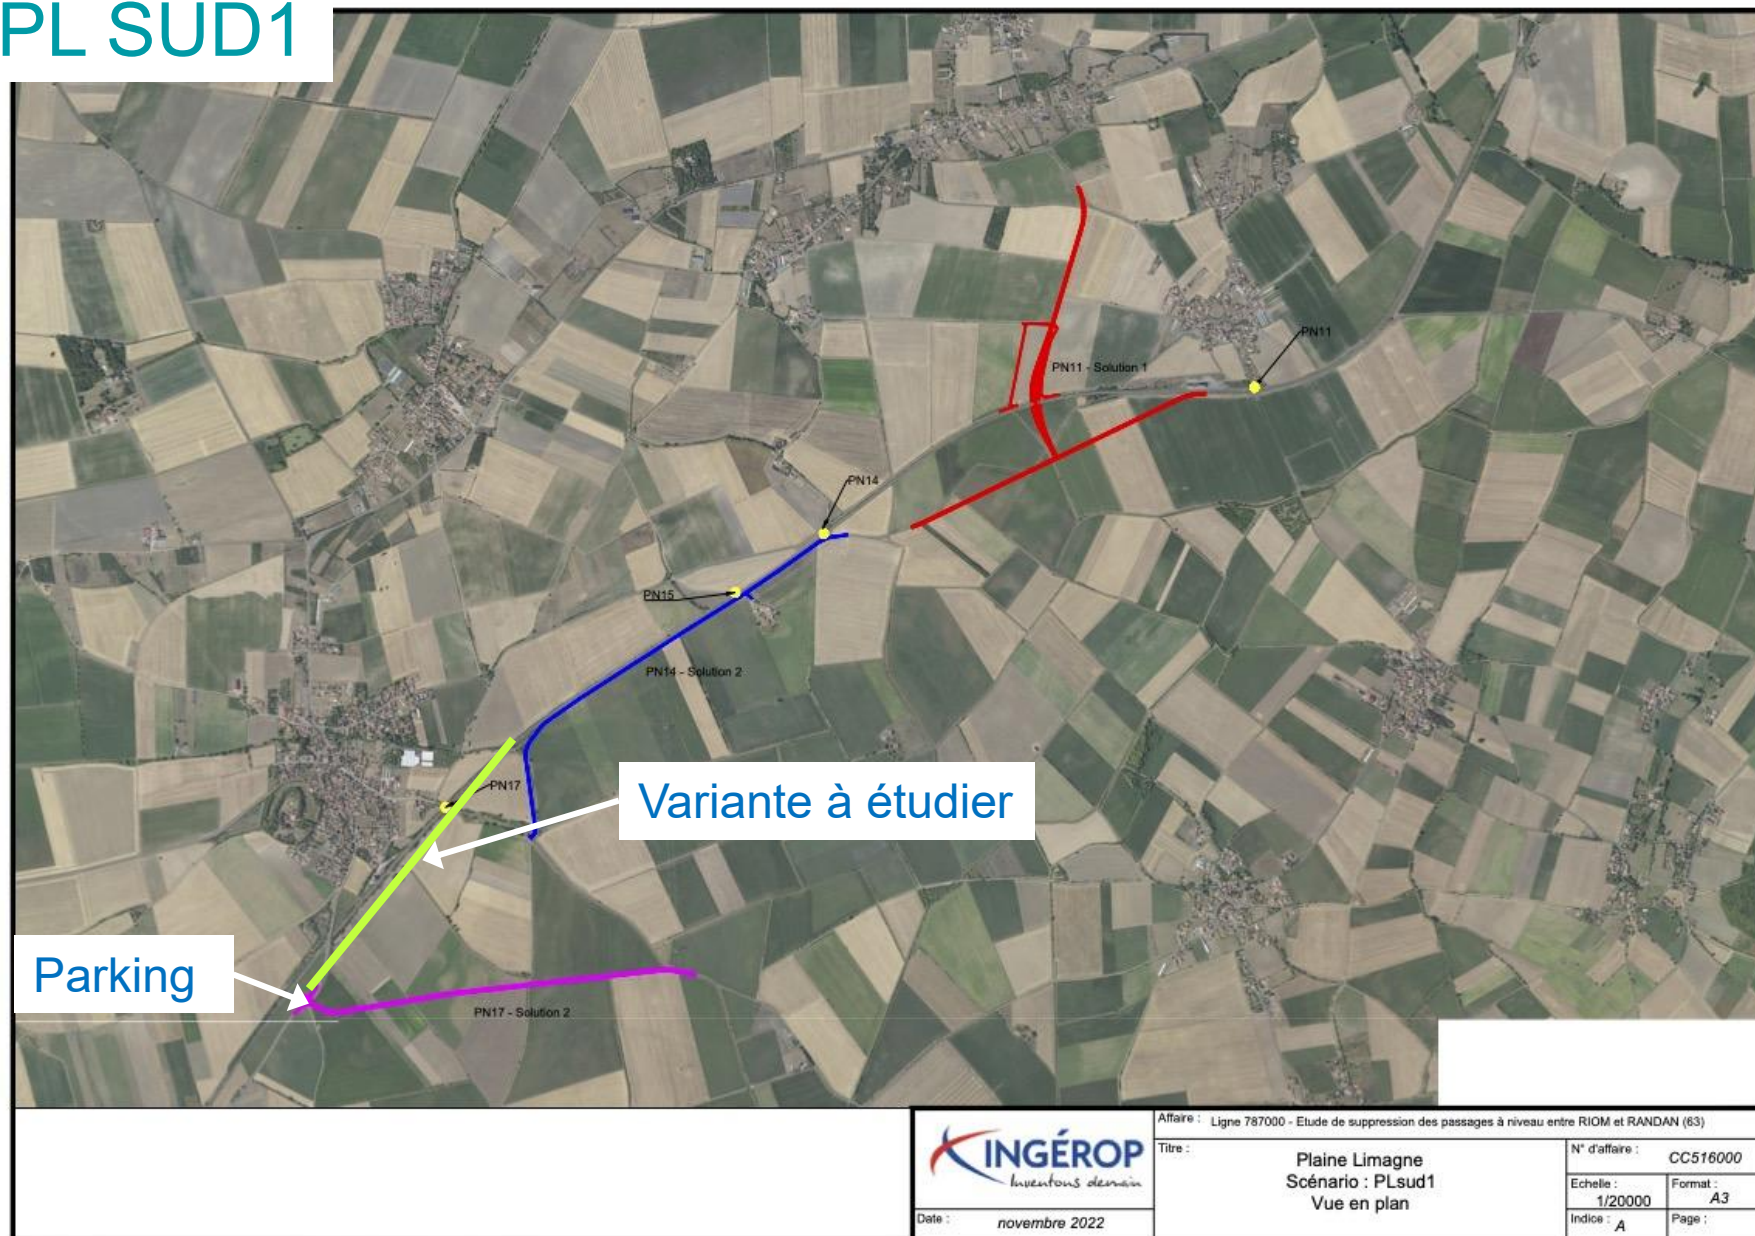 PL SUD1
PN11
PN11 - Solution 1
PN14
PN15
PN14 - Solution 2
PN17
Variante à étudier
Parking
PN17 - Solution 2
INGÉROP
Inventons demain
Date : novembre 2022
Affaire : Ligne 787000 - Etude de suppression des passages à niveau entre RIOM et RANDAN (63)
Titre :
Plaine Limagne
Scénario : PLsud1
Vue en plan
N° d'affaire : CC516000
Echelle : 1/20000
Format : A3
Indice : A
Page :